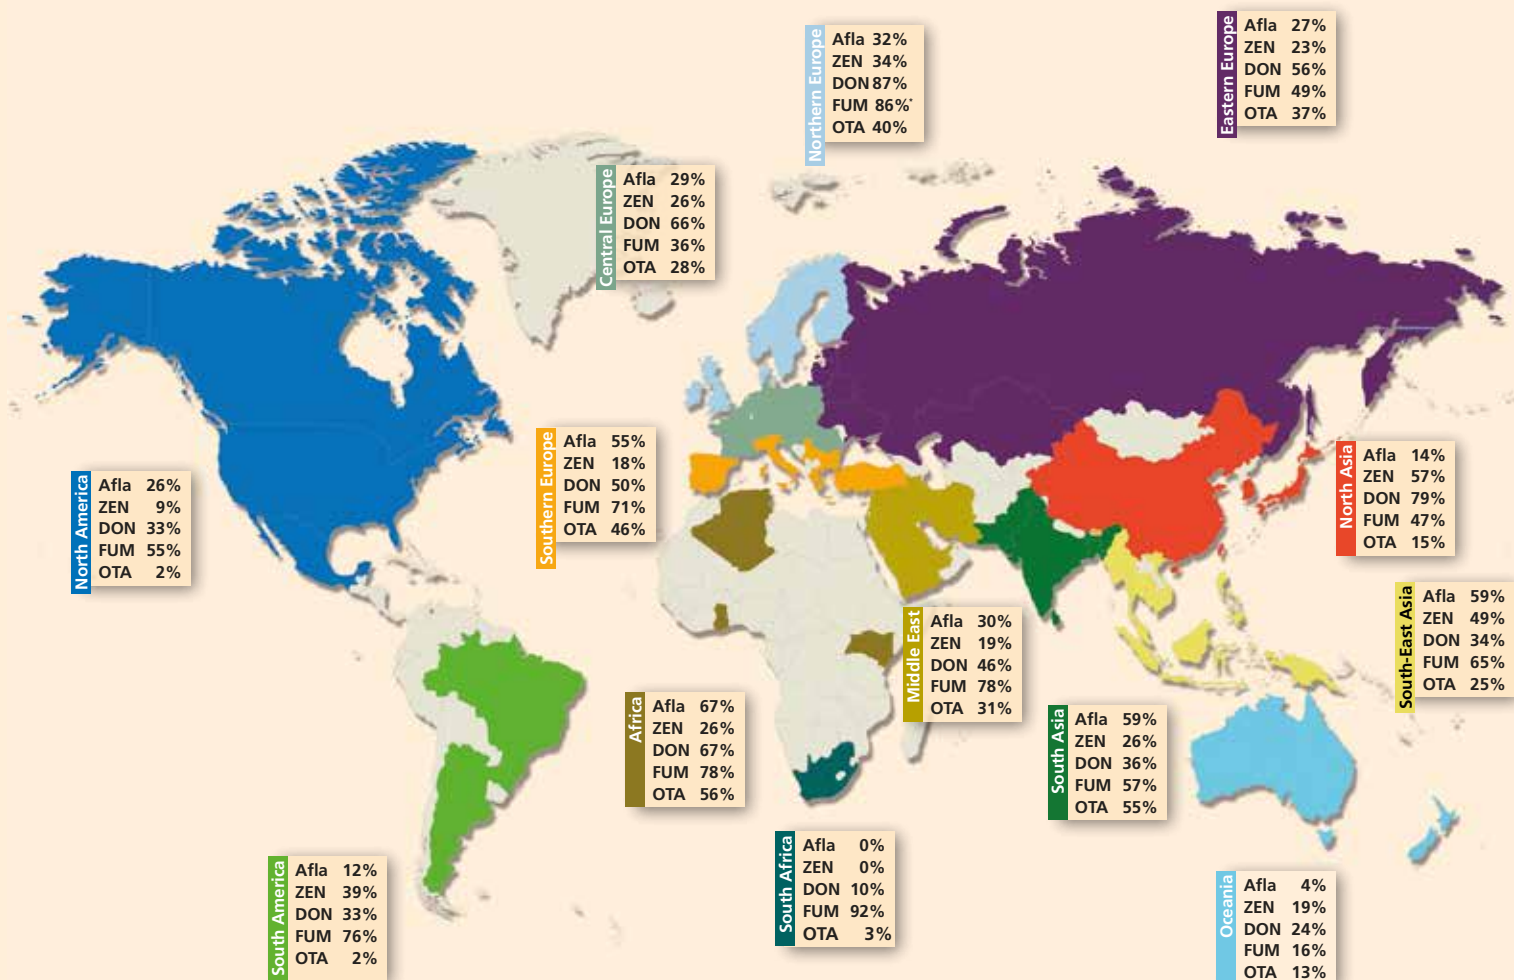 Northern Europe
Afla 32%
ZEN 34%
DON 87%
FUM 86%*
OTA 40%
Eastern Europe
Afla 27%
ZEN 23%
DON 56%
FUM 49%
OTA 37%
Central Europe
Afla 29%
ZEN 26%
DON 66%
FUM 36%
OTA 28%
Southern Europe
Afla 55%
ZEN 18%
DON 50%
FUM 71%
OTA 46%
North America
Afla 26%
ZEN 9%
DON 33%
FUM 55%
OTA 2%
North Asia
Afla 14%
ZEN 57%
DON 79%
FUM 47%
OTA 15%
South-East Asia
Afla 59%
ZEN 49%
DON 34%
FUM 65%
OTA 25%
Middle East
Afla 30%
ZEN 19%
DON 46%
FUM 78%
OTA 31%
Africa
Afla 67%
ZEN 26%
DON 67%
FUM 78%
OTA 56%
South Asia
Afla 59%
ZEN 26%
DON 36%
FUM 57%
OTA 55%
South Africa
Afla 0%
ZEN 0%
DON 10%
FUM 92%
OTA 3%
South America
Afla 12%
ZEN 39%
DON 33%
FUM 76%
OTA 2%
Oceania
Afla 4%
ZEN 19%
DON 24%
FUM 16%
OTA 13%